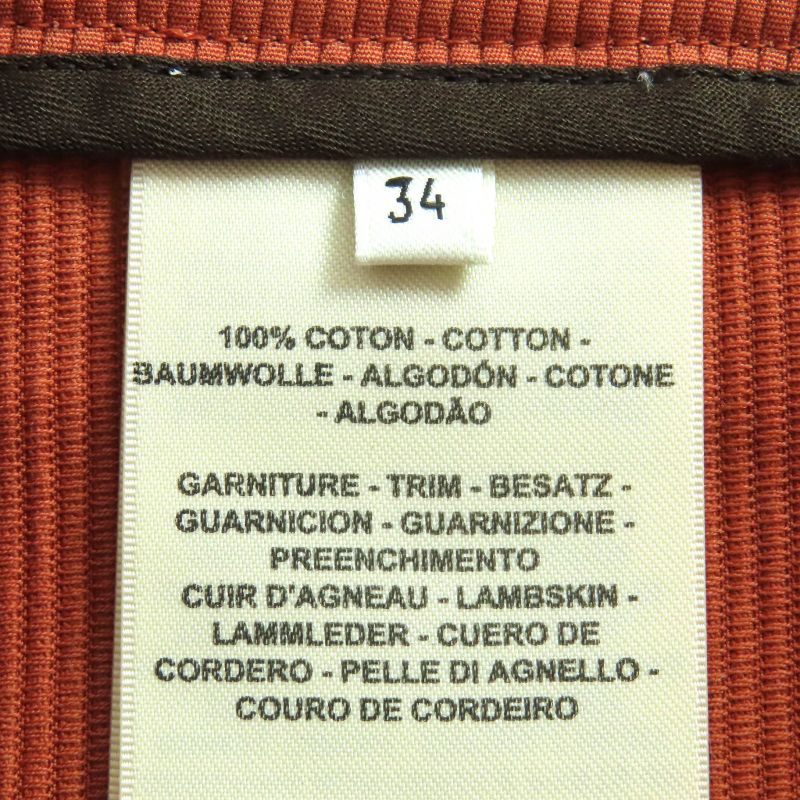 34
100% COTON - COTTON -
BAUMWOLLE - ALGODÓN - COTONE
- ALGODÃO
GARNITURE - TRIM - BESATZ -
GUARNICION - GUARNIZIONE -
PREENCHIMENTO
CUIR D'AGNEAU - LAMBSKIN -
LAMMLEDER - CUERO DE
CORDERO - PELLE DI AGNELLO -
COURO DE CORDEIRO